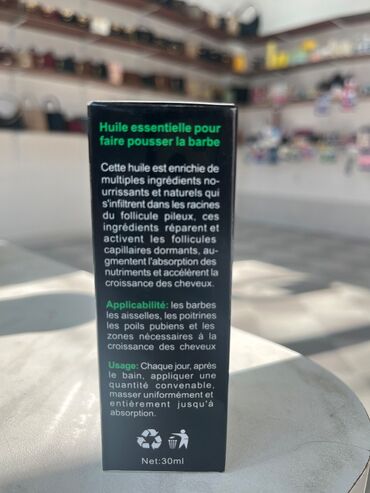 Huile essentielle pour
faire pousser la barbe
Cette huile est enrichie de
multiples ingrédients no-
urrissants et naturels qui
s'infiltrent dans les racines
du follicule pileux, ces
ingrédients réparent et
activent les follicules
capillaires dormants, au-
gmentent l'absorption des
nutriments et accélèrent la
croissance des cheveux.
Applicabilité: les barbes
les aisselles, les poitrines
les poils pubiens et les
zones nécessaires à la
croissance des cheveux
Usage: Chaque jour, après
le bain, appliquer une
quantité convenable,
masser uniformément et
entièrement jusqu'à
absorption.
Net:30ml